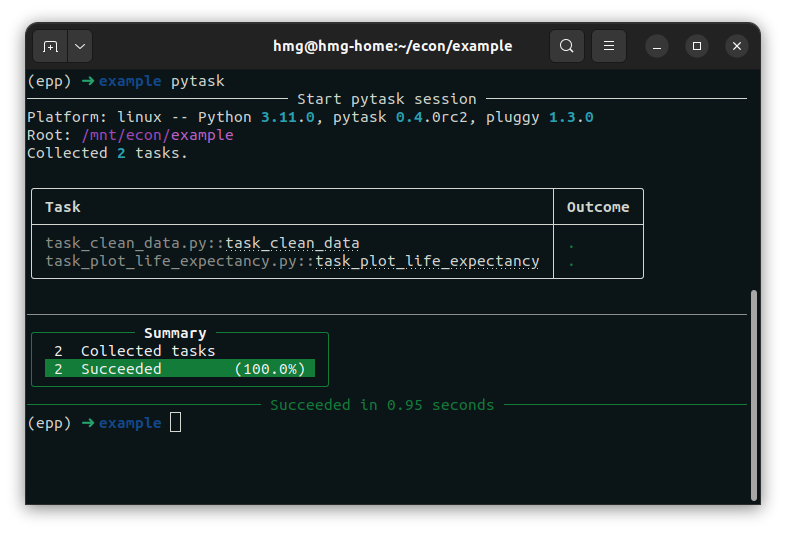 hmg@hmg-home:~/econ/example
(epp) ➜ example pytask
Start pytask session
Platform: linux -- Python 3.11.0, pytask 0.4.0rc2, pluggy 1.3.0
Root: /mnt/econ/example
Collected 2 tasks.
Task Outcome
task_clean_data.py::task_clean_data .
task_plot_life_expectancy.py::task_plot_life_expectancy .
Summary
2 Collected tasks
2 Succeeded (100.0%)
Succeeded in 0.95 seconds
(epp) ➜ example